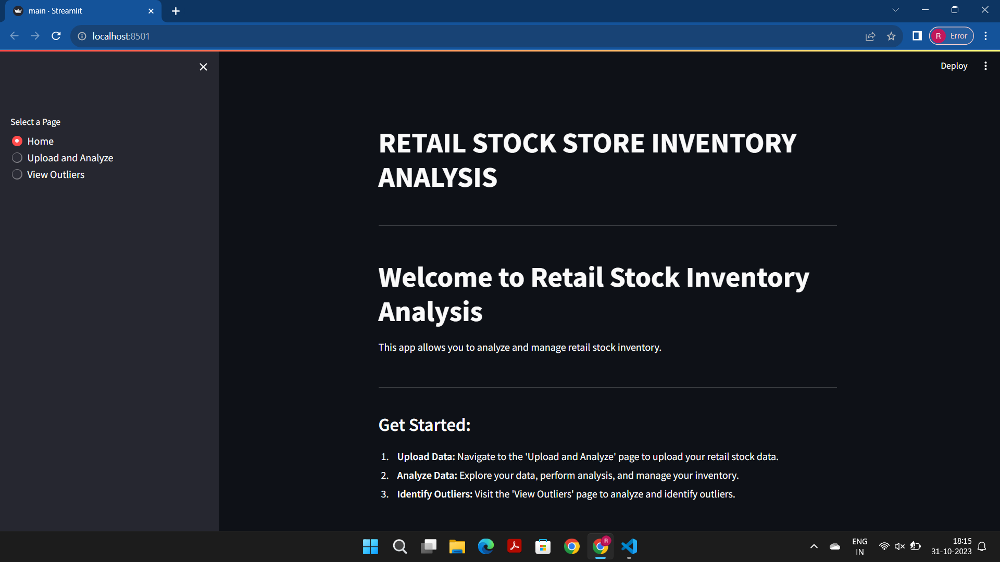 main · Streamlit
localhost:8501
R Error
Deploy
Select a Page
Home
Upload and Analyze
View Outliers
RETAIL STOCK STORE INVENTORY
ANALYSIS
Welcome to Retail Stock Inventory
Analysis
This app allows you to analyze and manage retail stock inventory.
Get Started:
1. Upload Data: Navigate to the 'Upload and Analyze' page to upload your retail stock data.
2. Analyze Data: Explore your data, perform analysis, and manage your inventory.
3. Identify Outliers: Visit the 'View Outliers' page to analyze and identify outliers.
R
ENG
IN
18:15
31-10-2023